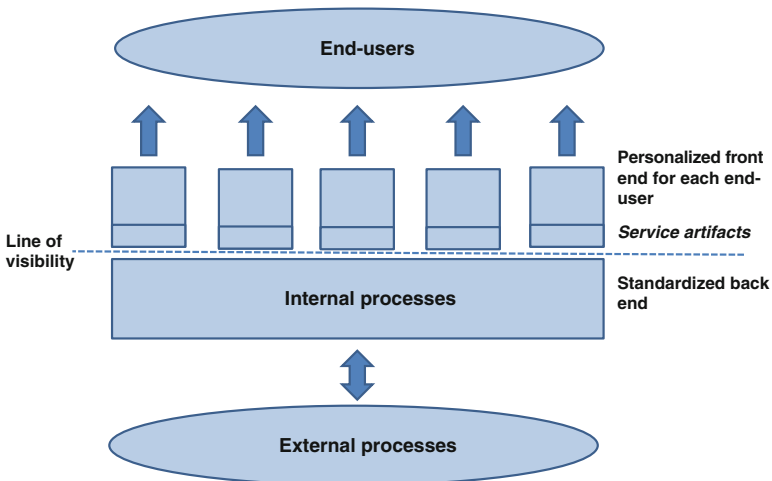 End-users
Personalized front
end for each end-
user
Service artifacts
Line of
visibility
Internal processes
Standardized back
end
External processes